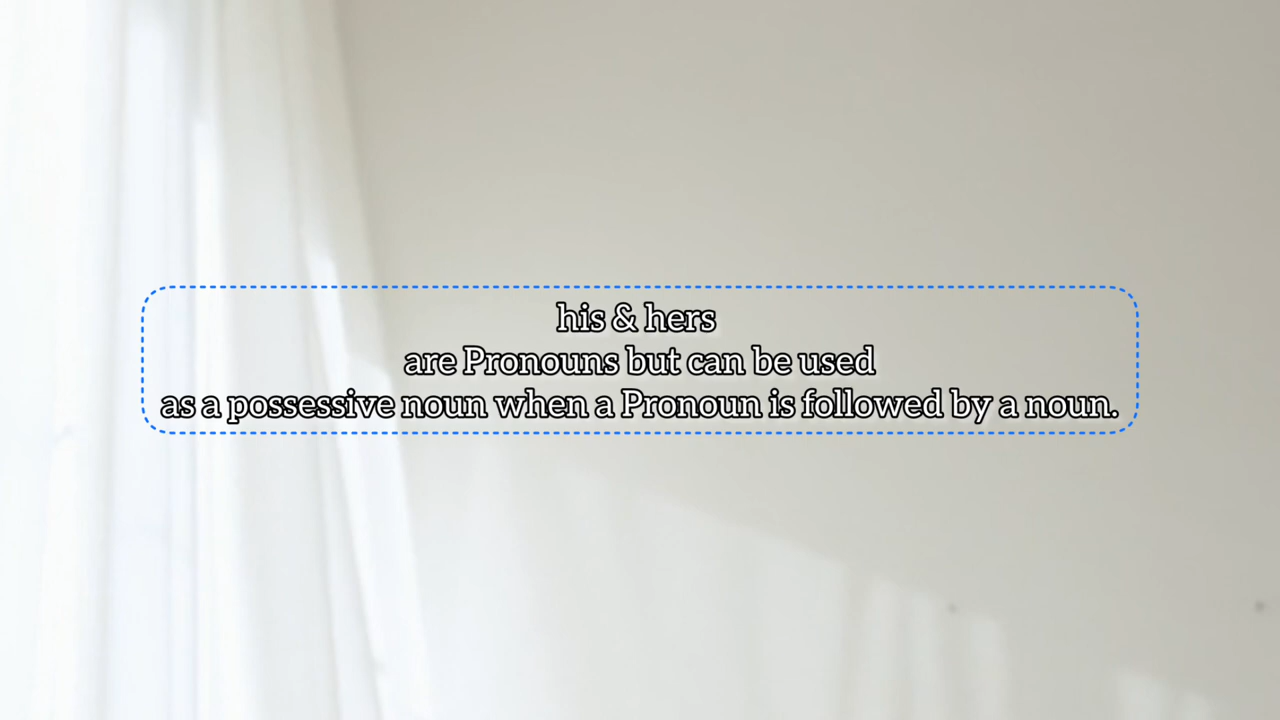 his & hers
are Pronouns but can be used
as a possessive noun when a Pronoun is followed by a noun.